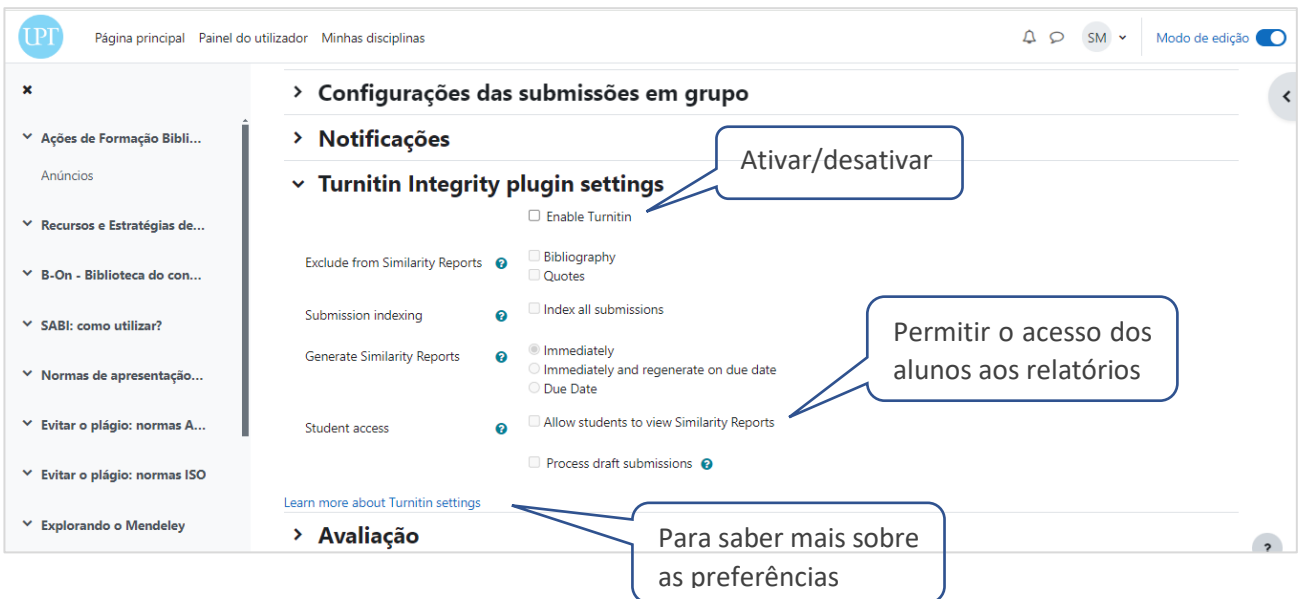 UPT
Página principal Painel do utilizador Minhas disciplinas
SM
Modo de edição
Ações de Formação Bibli...
Anúncios
Recursos e Estratégias de...
B-On - Biblioteca do con...
SABI: como utilizar?
Normas de apresentação...
Evitar o plágio: normas A...
Evitar o plágio: normas ISO
Explorando o Mendeley
Configurações das submissões em grupo
Notificações
Ativar/desativar
Turnitin Integrity plugin settings
Enable Turnitin
Exclude from Similarity Reports
Bibliography
Quotes
Submission indexing
Index all submissions
Generate Similarity Reports
Immediately
Immediately and regenerate on due date
Due Date
Permitir o acesso dos
alunos aos relatórios
Student access
Allow students to view Similarity Reports
Process draft submissions
Learn more about Turnitin settings
Para saber mais sobre
as preferências
Avaliação
?